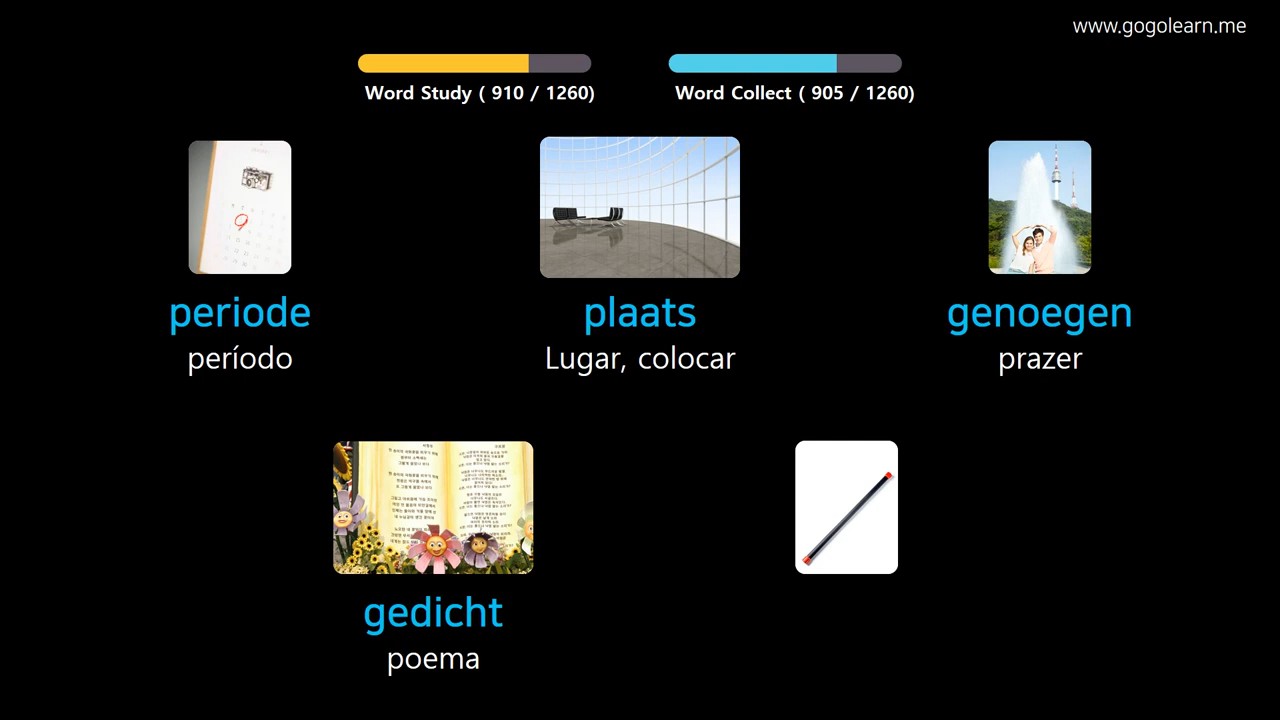 www.gogolearn.me
Word Study ( 910 / 1260)
Word Collect ( 905 / 1260)
periode
período
plaats
Lugar, colocar
genoegen
prazer
gedicht
poema